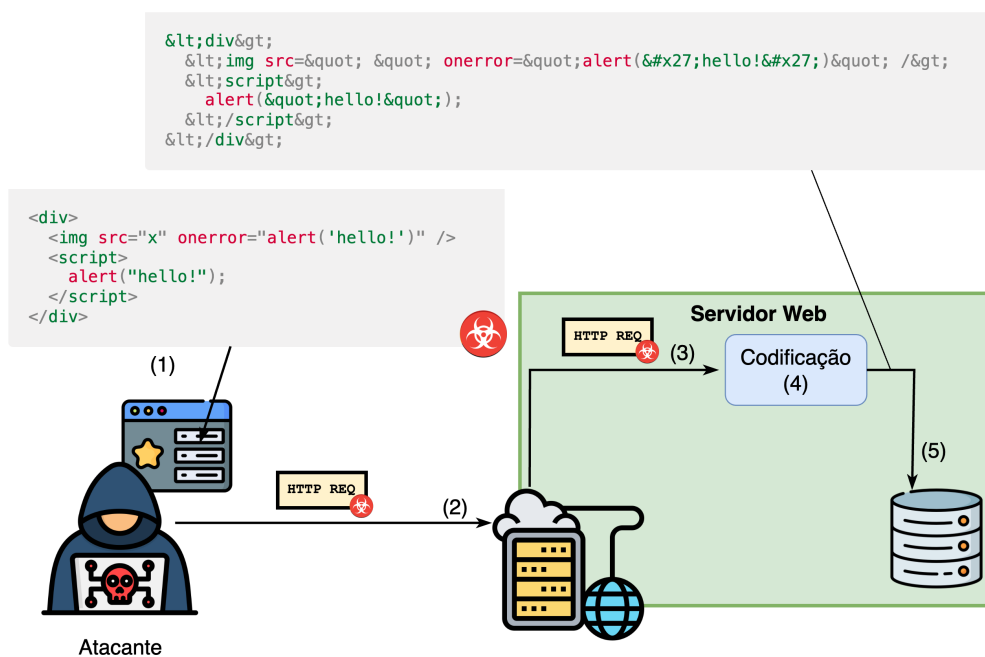 &lt;div&gt;
  &lt;img src=&quot; &quot; onerror=&quot;alert(&#x27;hello!&#x27;)&quot; /&gt;
  &lt;script&gt;
    alert(&quot;hello!&quot;);
  &lt;/script&gt;
&lt;/div&gt;
<div>
  <img src="x" onerror="alert('hello!')" />
  <script>
    alert("hello!");
  </script>
</div>
Servidor Web
HTTP REQ
(3)
Codificação
(4)
(1)
(5)
HTTP REQ
(2)
Atacante